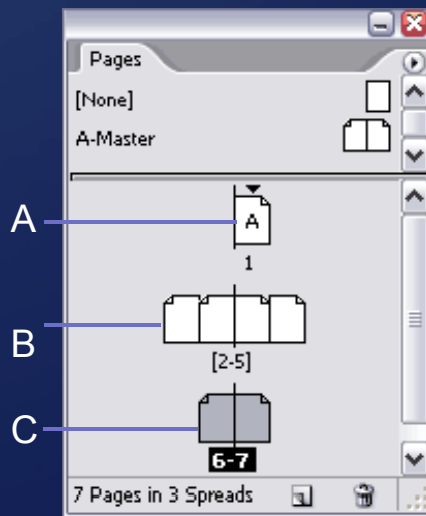 Pages
[None]
A-Master
A
A
1
B
[2-5]
C
6-7
7 Pages in 3 Spreads